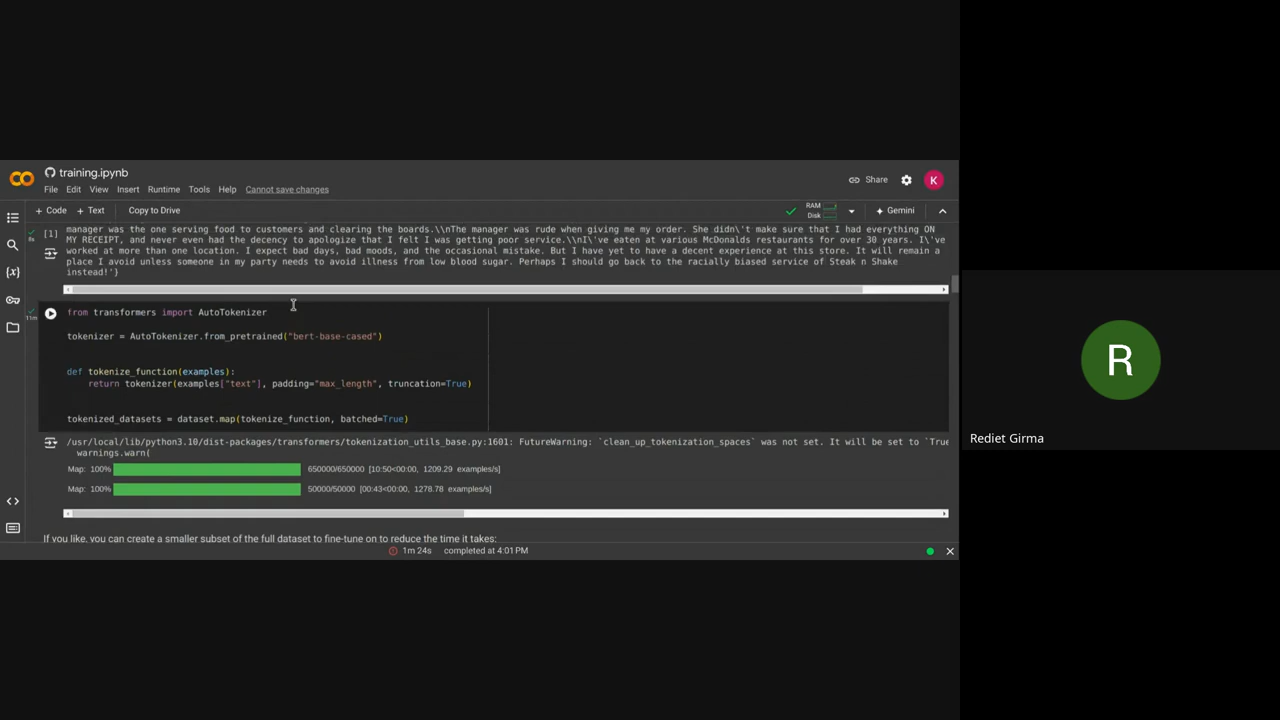 training.ipynb
File Edit View Insert Runtime Tools Help Cannot save changes
Share
K
+ Code + Text Copy to Drive
RAM
Disk
Gemini
[1]
8s
manager was the one serving food to customers and clearing the boards.\\nThe manager was rude when giving me my order. She didn\'t make sure that I had everything ON
MY RECEIPT, and never even had the decency to apologize that I felt I was getting poor service.\\nI\'ve eaten at various McDonalds restaurants for over 30 years. I\'ve
worked at more than one location. I expect bad days, bad moods, and the occasional mistake. But I have yet to have a decent experience at this store. It will remain a
place I avoid unless someone in my party needs to avoid illness from low blood sugar. Perhaps I should go back to the racially biased service of Steak n Shake
instead!'}
11m
from transformers import AutoTokenizer
tokenizer = AutoTokenizer.from_pretrained("bert-base-cased")
def tokenize_function(examples):
return tokenizer(examples["text"], padding="max_length", truncation=True)
tokenized_datasets = dataset.map(tokenize_function, batched=True)
/usr/local/lib/python3.10/dist-packages/transformers/tokenization_utils_base.py:1601: FutureWarning: `clean_up_tokenization_spaces` was not set. It will be set to `True
warnings.warn(
Map: 100% 650000/650000 [10:50<00:00, 1209.29 examples/s]
Map: 100% 50000/50000 [00:43<00:00, 1278.78 examples/s]
If you like, you can create a smaller subset of the full dataset to fine-tune on to reduce the time it takes:
1m 24s completed at 4:01 PM
R
Rediet Girma